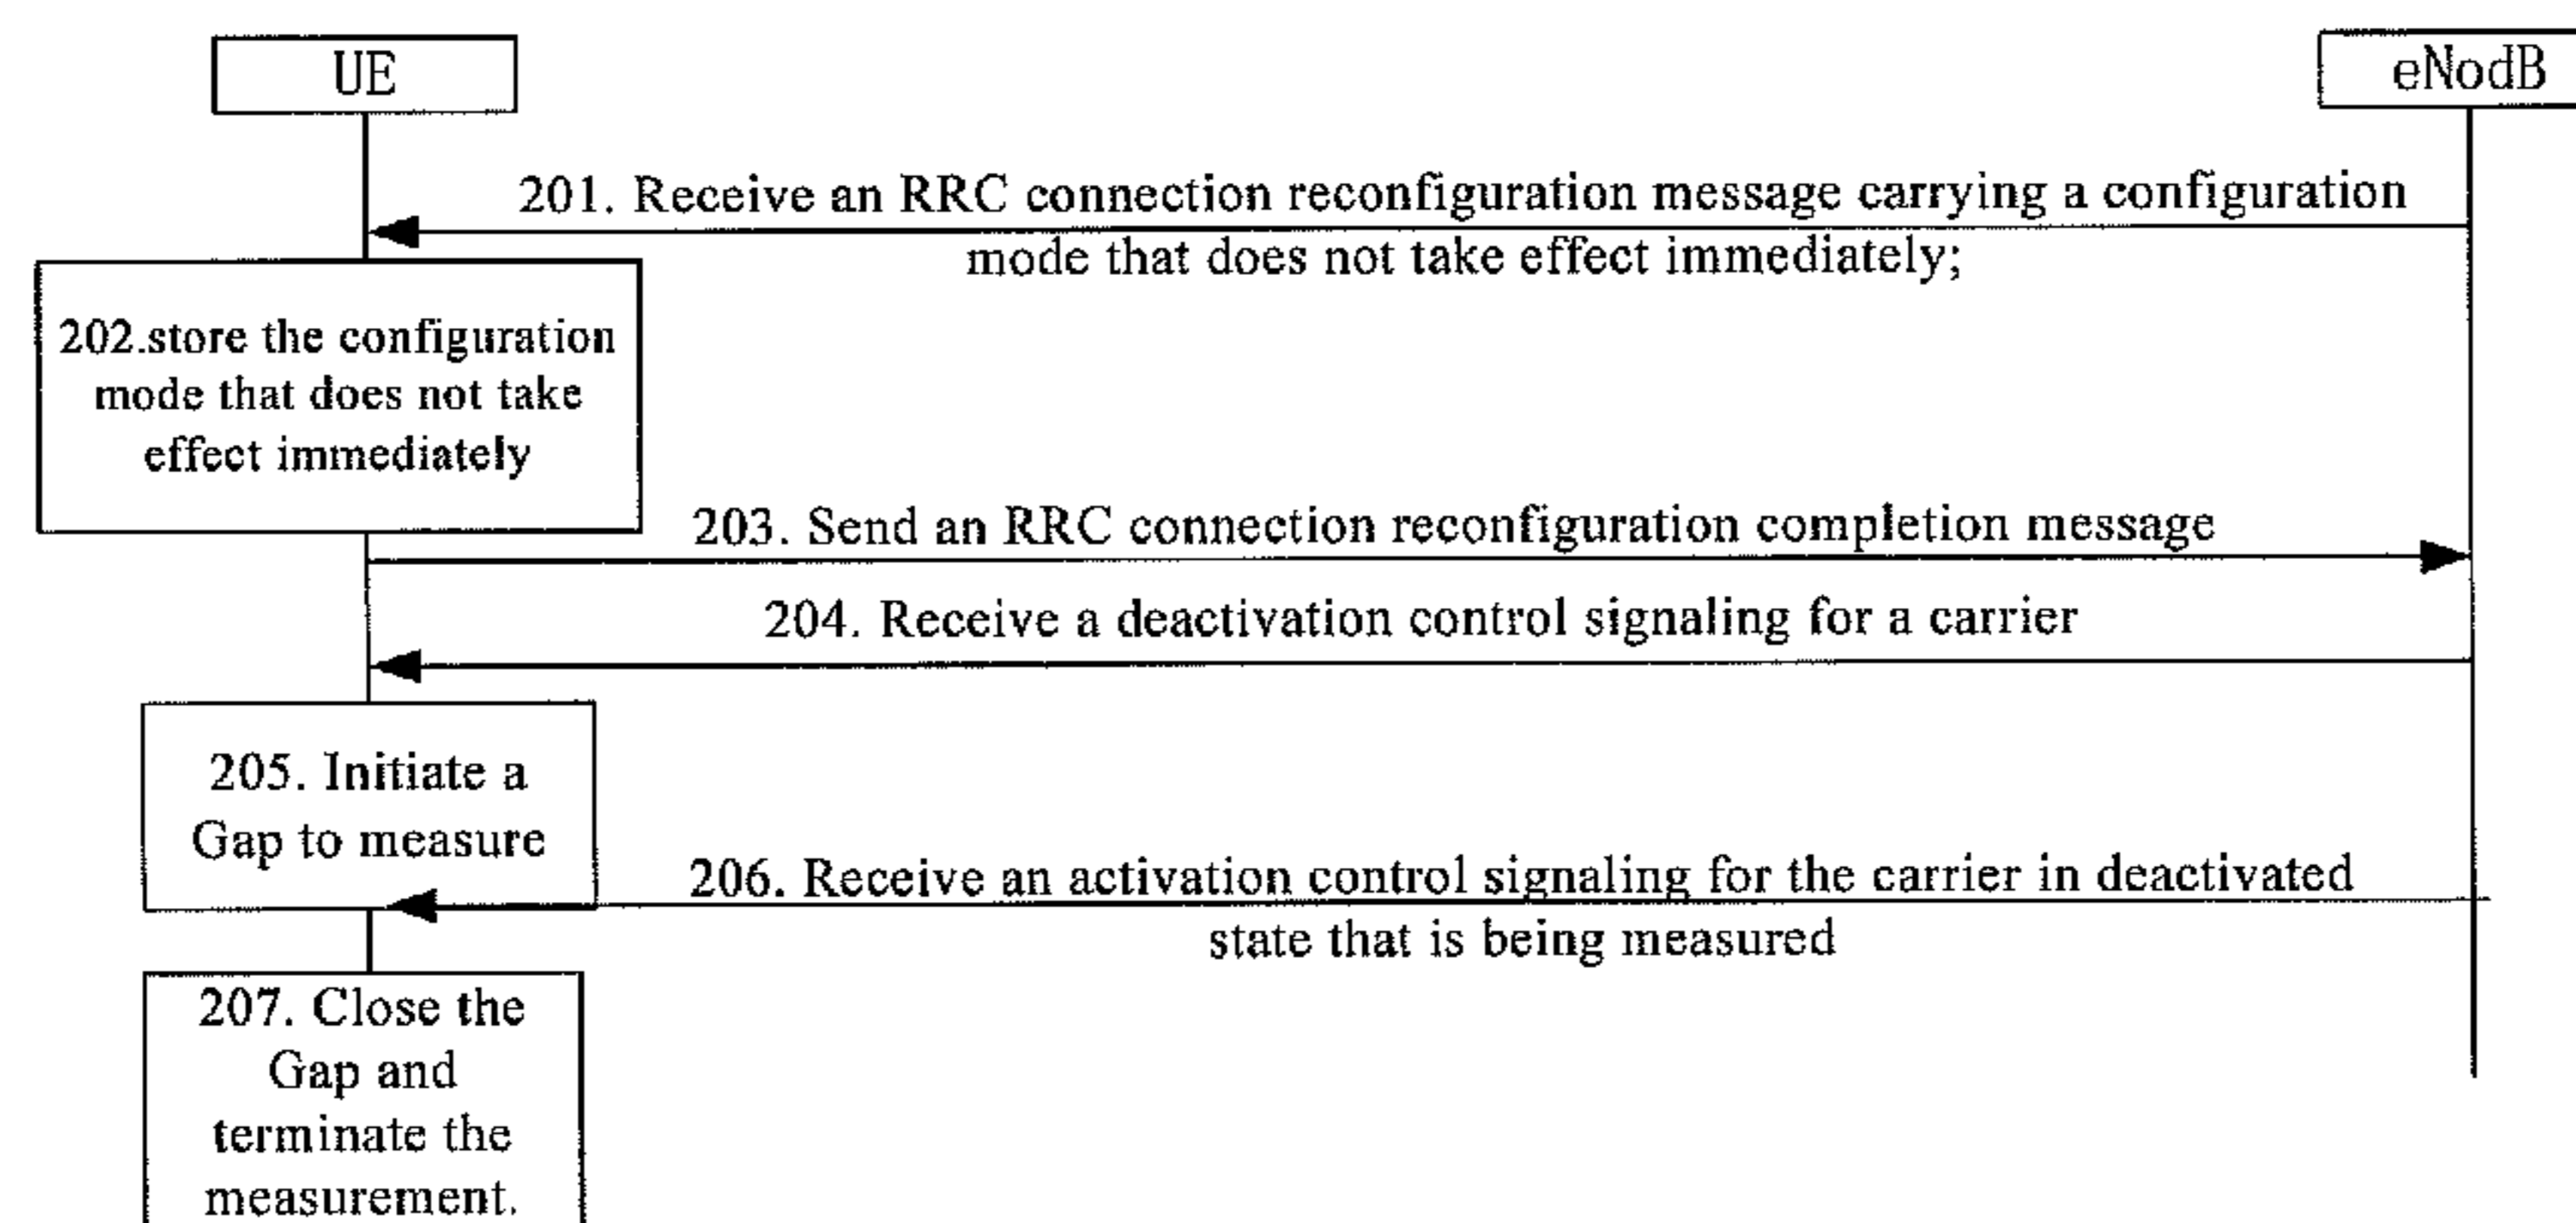 UE
eNodB
201. Receive an RRC connection reconfiguration message carrying a configuration
mode that does not take effect immediately;
202.store the configuration
mode that does not take
effect immediately
203. Send an RRC connection reconfiguration completion message
204. Receive a deactivation control signaling for a carrier
205. Initiate a
Gap to measure
206. Receive an activation control signaling for the carrier in deactivated
state that is being measured
207. Close the
Gap and
terminate the
measurement.